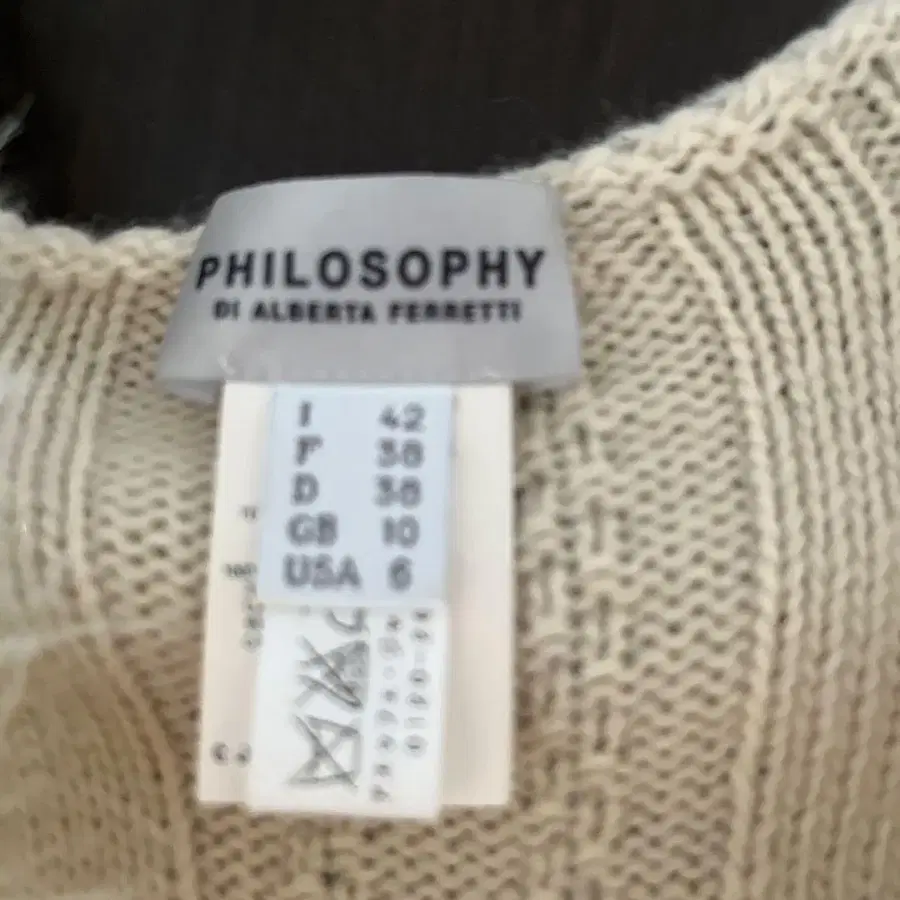 PHILOSOPHY
DI ALBERTA FERRETTI
I 42
F 38
D 38
GB 10
USA 6